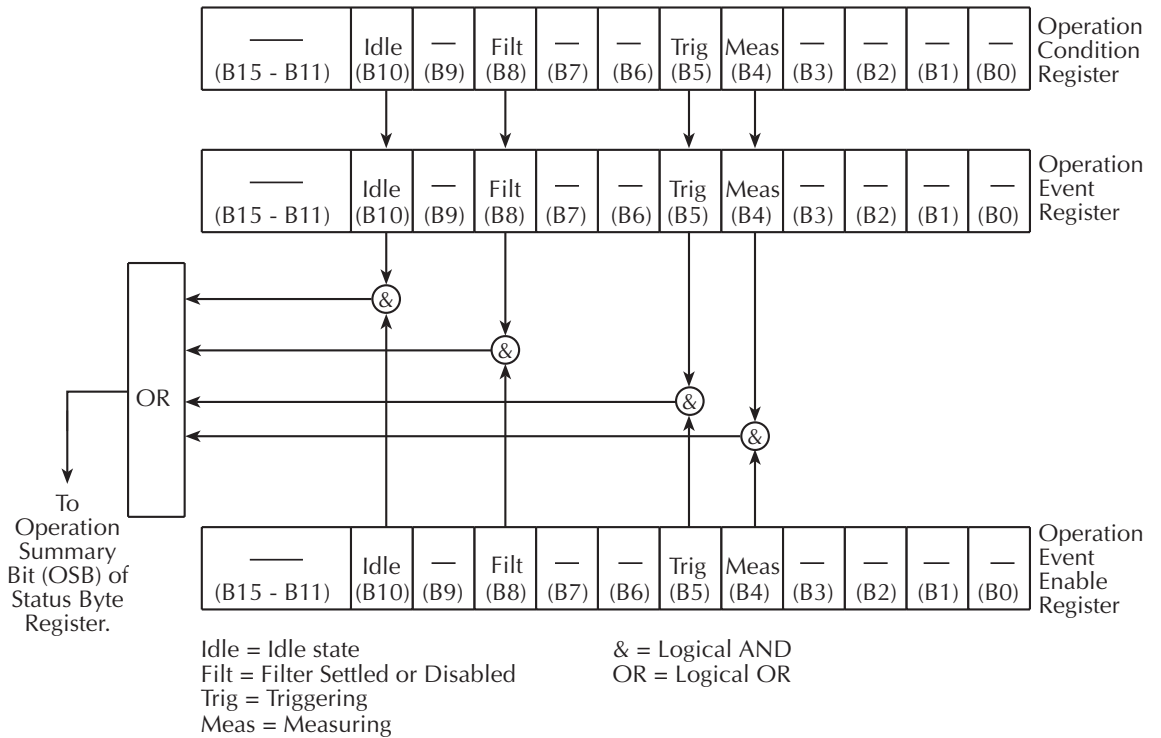 Idle Filt Trig Meas
(B15 - B11) (B10) (B9) (B8) (B7) (B6) (B5) (B4) (B3) (B2) (B1) (B0)
Operation
Condition
Register
Idle Filt Trig Meas
(B15 - B11) (B10) (B9) (B8) (B7) (B6) (B5) (B4) (B3) (B2) (B1) (B0)
Operation
Event
Register
&
&
&
&
OR
To
Operation
Summary
Bit (OSB) of
Status Byte
Register.
Idle Filt Trig Meas
(B15 - B11) (B10) (B9) (B8) (B7) (B6) (B5) (B4) (B3) (B2) (B1) (B0)
Operation
Event
Enable
Register
Idle = Idle state
Filt = Filter Settled or Disabled
Trig = Triggering
Meas = Measuring
& = Logical AND
OR = Logical OR